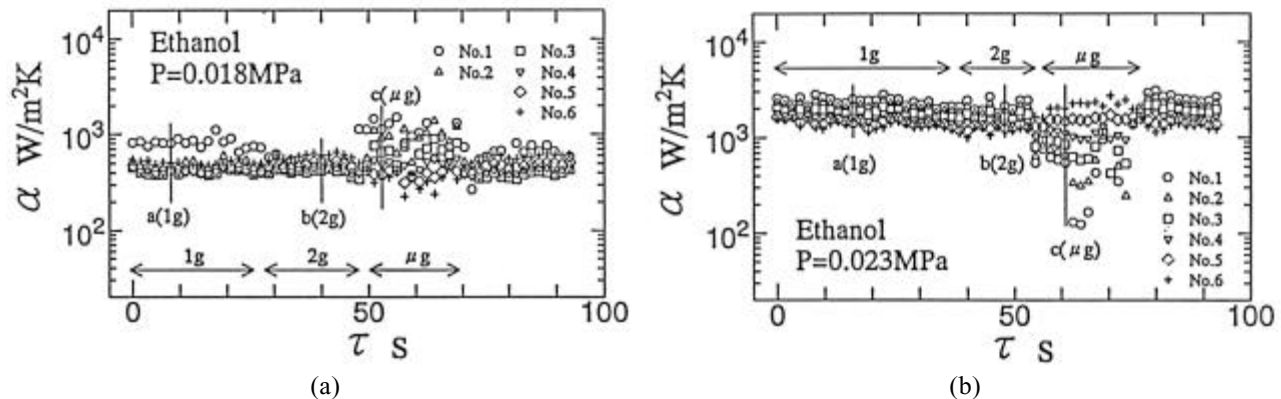 10⁴
Ethanol
P=0.018MPa
No.1
No.2
No.3
No.4
No.5
No.6
c(μg)
10³
α W/m²K
a(1g)
b(2g)
10²
1g
2g
μg
0
50
100
τ s
(a)
10⁴
1g
2g
μg
10³
α W/m²K
a(1g)
b(2g)
c(μg)
10²
Ethanol
P=0.023MPa
No.1
No.2
No.3
No.4
No.5
No.6
0
50
100
τ s
(b)